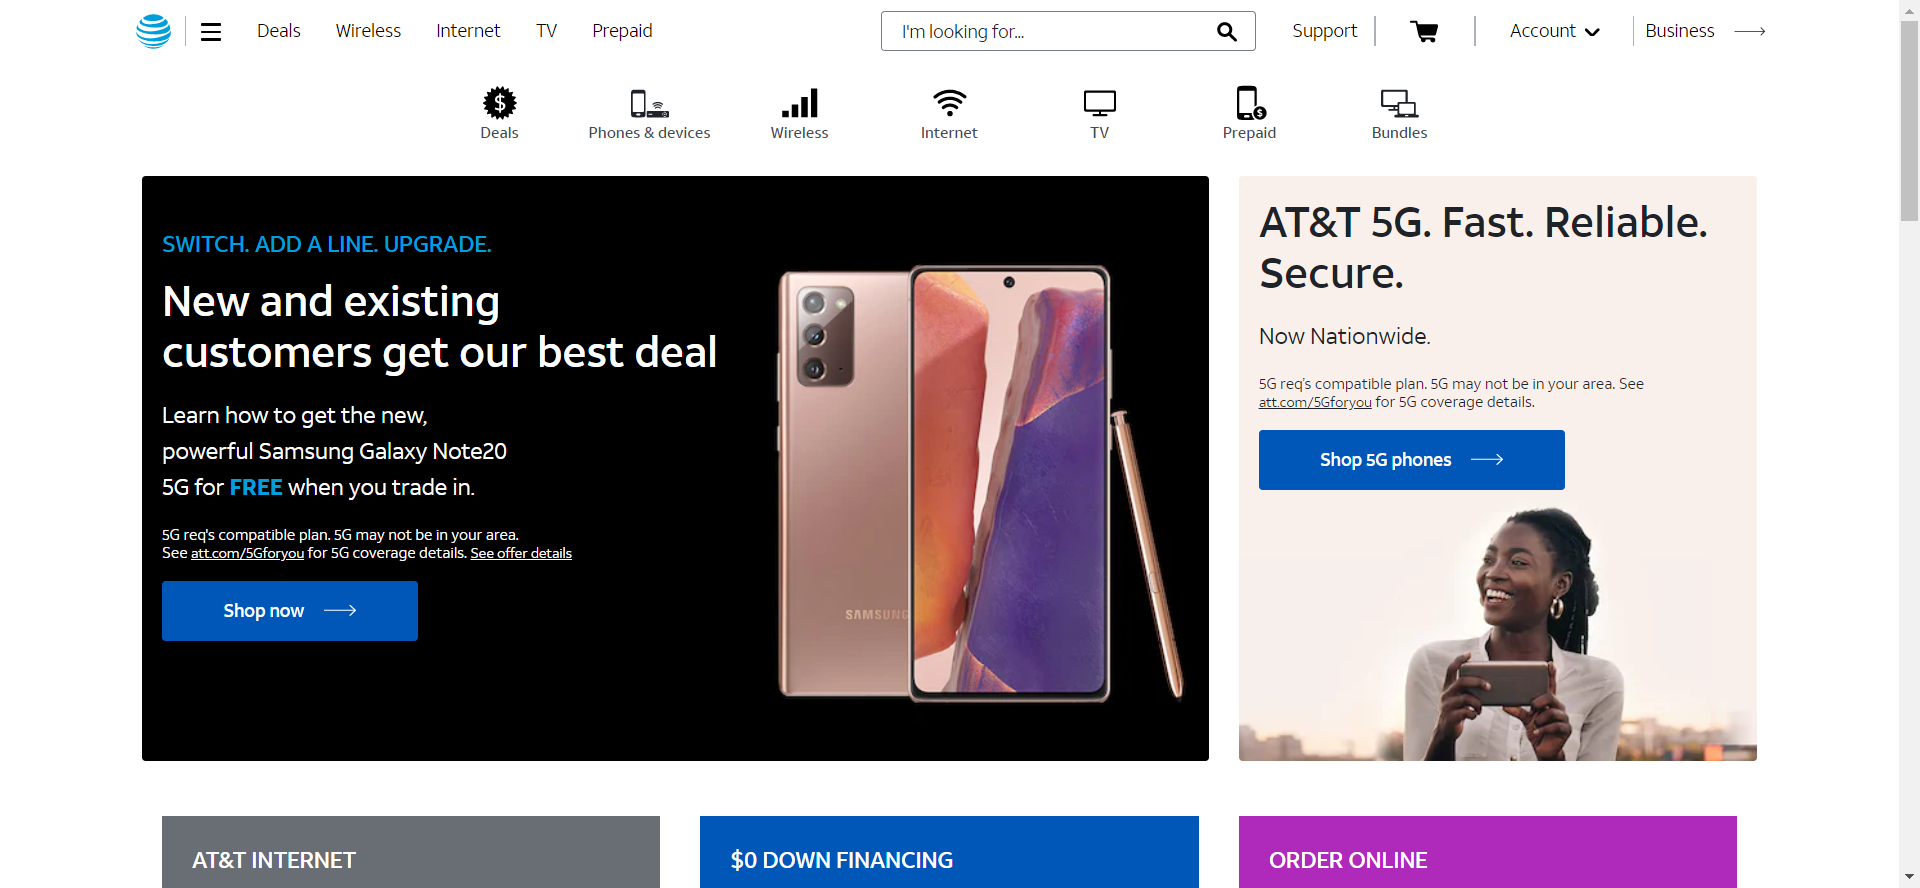 Deals Wireless Internet TV Prepaid I'm looking for... Support Account Business
Deals Phones & devices Wireless Internet TV Prepaid Bundles
SWITCH. ADD A LINE. UPGRADE.
New and existing
customers get our best deal
Learn how to get the new,
powerful Samsung Galaxy Note20
5G for FREE when you trade in.
5G req's compatible plan. 5G may not be in your area.
See att.com/5Gforyou for 5G coverage details. See offer details
Shop now
SAMSUNG
AT&T 5G. Fast. Reliable.
Secure.
Now Nationwide.
5G req's compatible plan. 5G may not be in your area. See
att.com/5Gforyou for 5G coverage details.
Shop 5G phones
AT&T INTERNET
$0 DOWN FINANCING
ORDER ONLINE